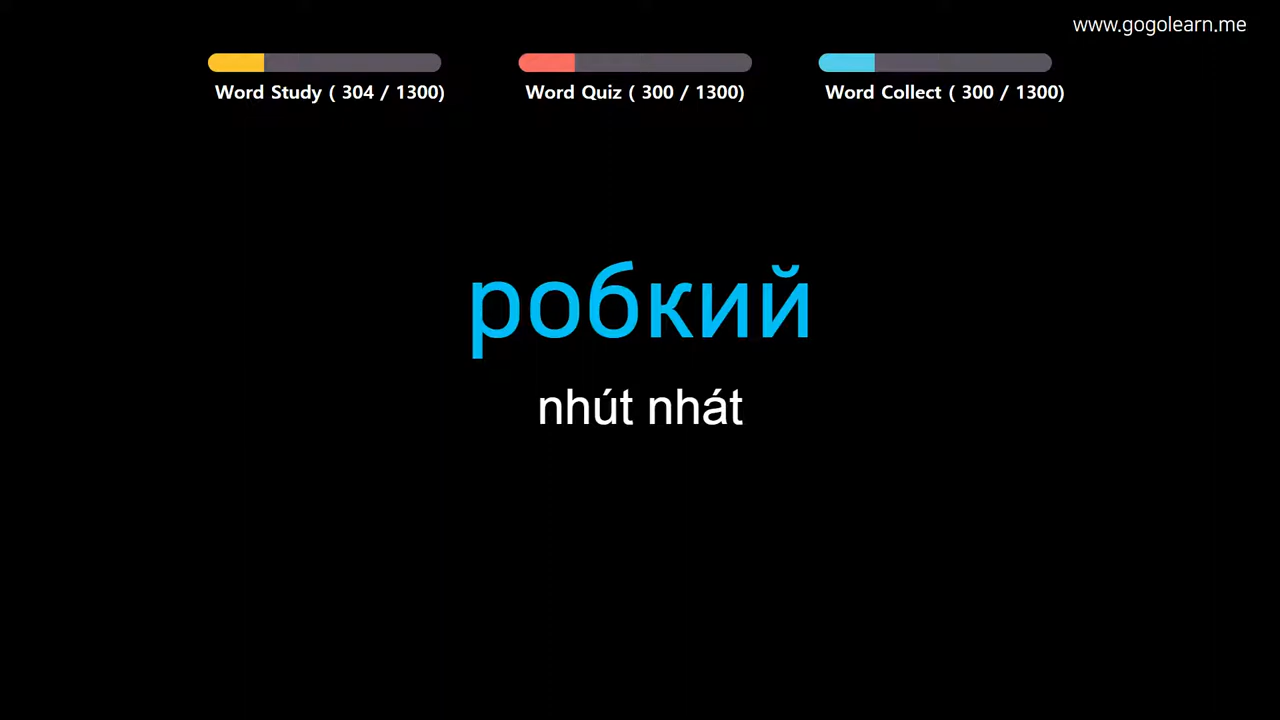 www.gogolearn.me
Word Study ( 304 / 1300)
Word Quiz ( 300 / 1300)
Word Collect ( 300 / 1300)
робкий
nhút nhát